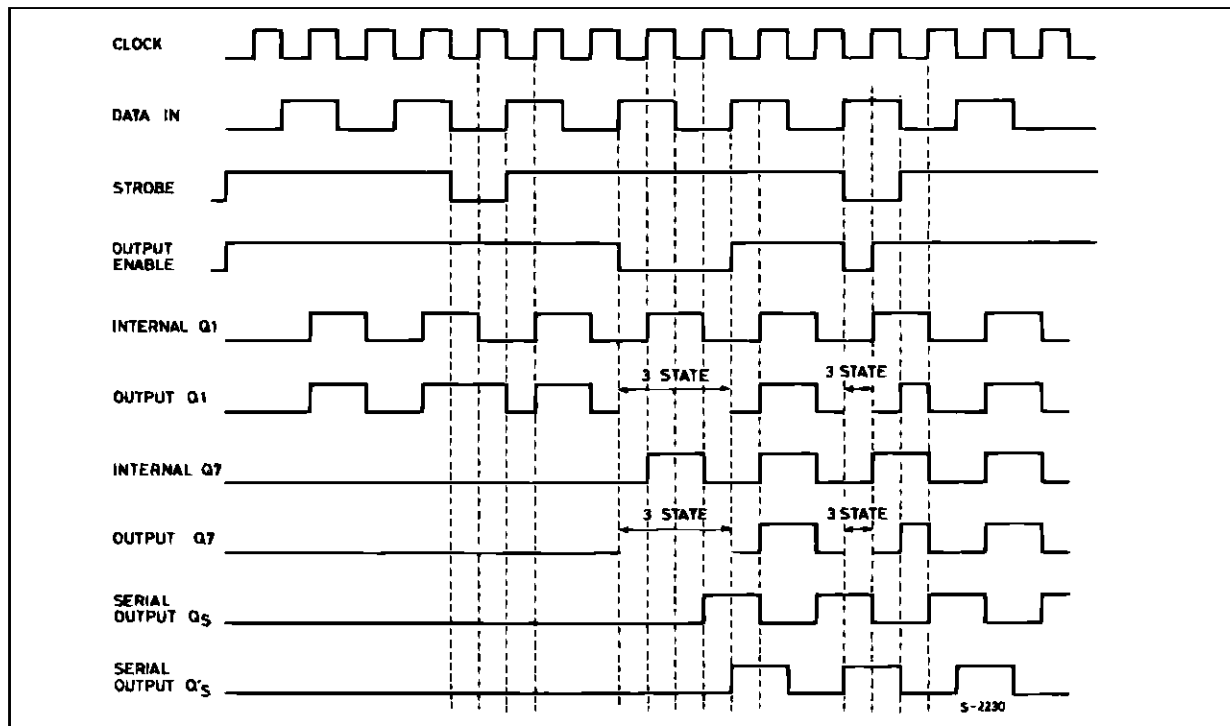 CLOCK
DATA IN
STROBE
OUTPUT
ENABLE
INTERNAL Q1
3 STATE
3 STATE
OUTPUT Q1
INTERNAL Q7
3 STATE
3 STATE
OUTPUT Q7
SERIAL
OUTPUT QS
SERIAL
OUTPUT Q'S
S-2230